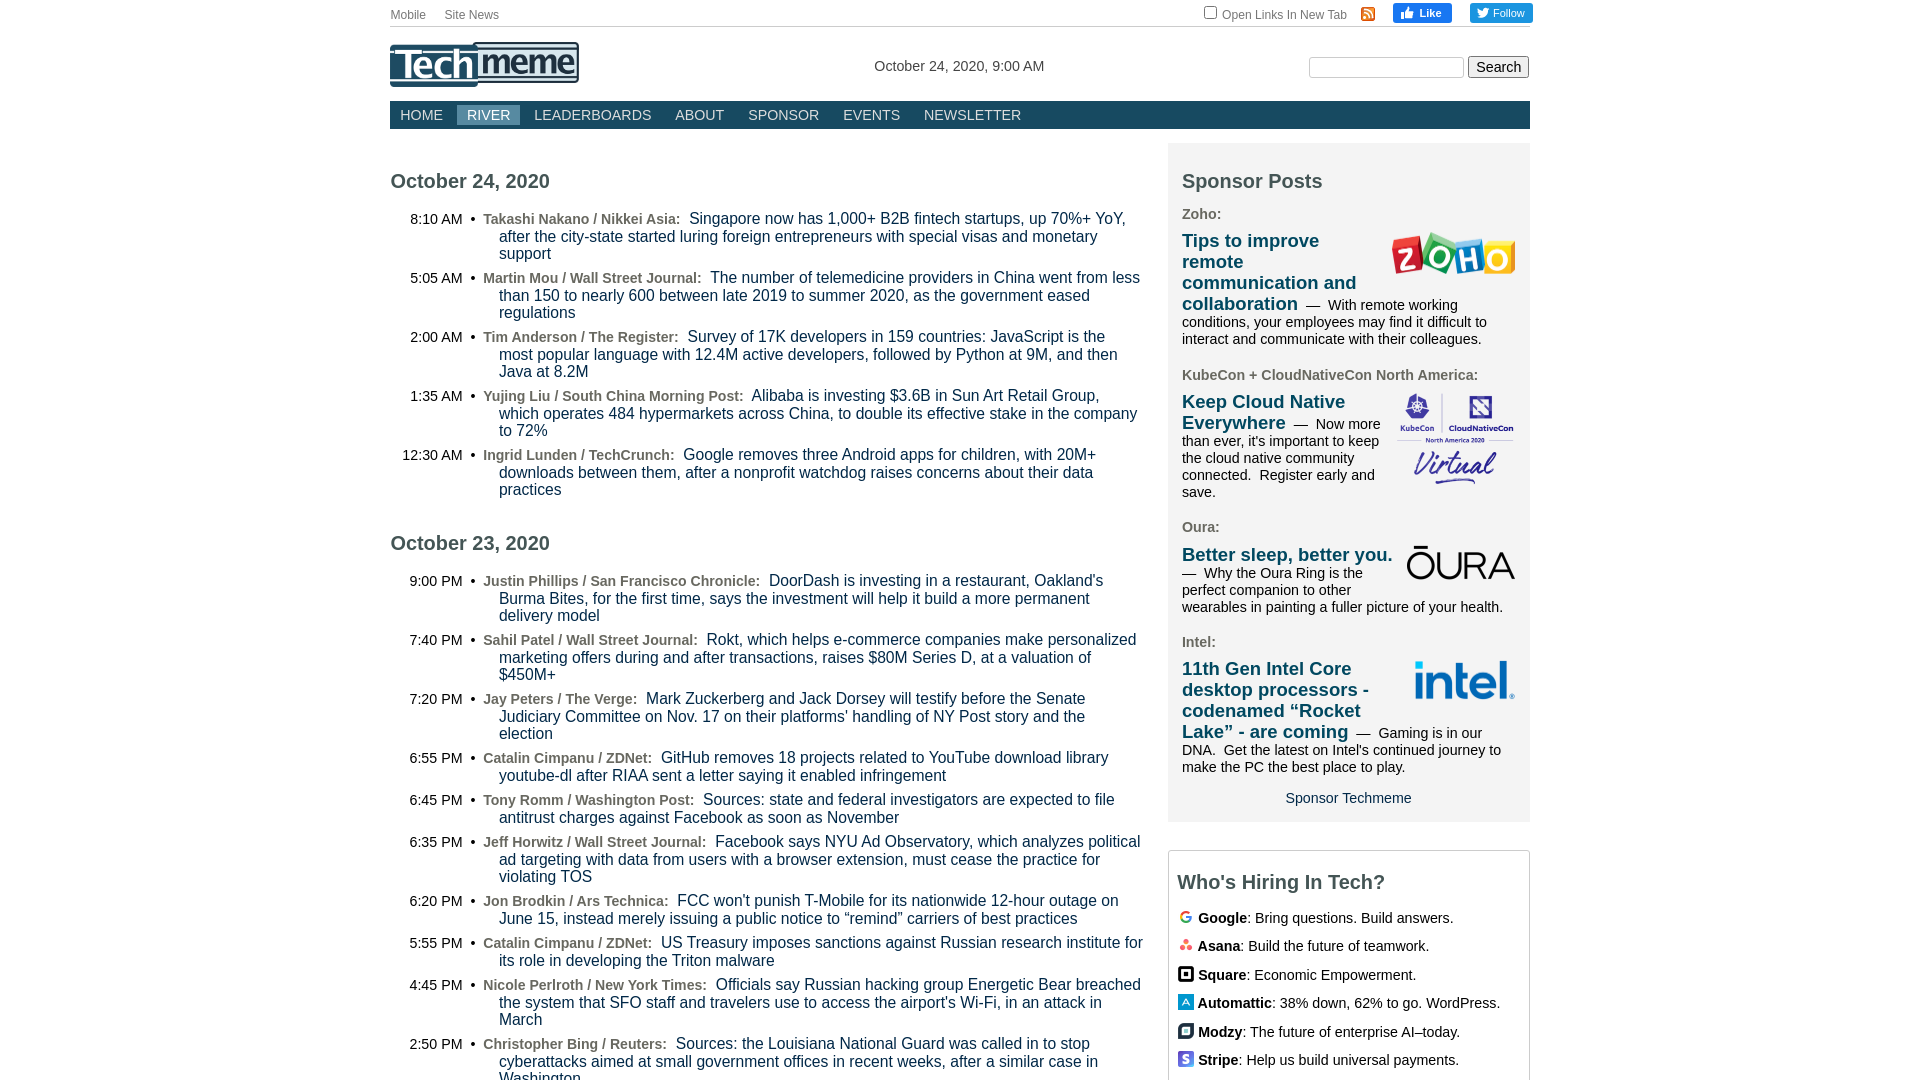 Mobile Site News Open Links In New Tab Like Follow
Techmeme October 24, 2020, 9:00 AM Search
HOME RIVER LEADERBOARDS ABOUT SPONSOR EVENTS NEWSLETTER
October 24, 2020
8:10 AM • Takashi Nakano / Nikkei Asia: Singapore now has 1,000+ B2B fintech startups, up 70%+ YoY,
after the city-state started luring foreign entrepreneurs with special visas and monetary
support
5:05 AM • Martin Mou / Wall Street Journal: The number of telemedicine providers in China went from less
than 150 to nearly 600 between late 2019 to summer 2020, as the government eased
regulations
2:00 AM • Tim Anderson / The Register: Survey of 17K developers in 159 countries: JavaScript is the
most popular language with 12.4M active developers, followed by Python at 9M, and then
Java at 8.2M
1:35 AM • Yujing Liu / South China Morning Post: Alibaba is investing $3.6B in Sun Art Retail Group,
which operates 484 hypermarkets across China, to double its effective stake in the company
to 72%
12:30 AM • Ingrid Lunden / TechCrunch: Google removes three Android apps for children, with 20M+
downloads between them, after a nonprofit watchdog raises concerns about their data
practices
October 23, 2020
9:00 PM • Justin Phillips / San Francisco Chronicle: DoorDash is investing in a restaurant, Oakland's
Burma Bites, for the first time, says the investment will help it build a more permanent
delivery model
7:40 PM • Sahil Patel / Wall Street Journal: Rokt, which helps e-commerce companies make personalized
marketing offers during and after transactions, raises $80M Series D, at a valuation of
$450M+
7:20 PM • Jay Peters / The Verge: Mark Zuckerberg and Jack Dorsey will testify before the Senate
Judiciary Committee on Nov. 17 on their platforms' handling of NY Post story and the
election
6:55 PM • Catalin Cimpanu / ZDNet: GitHub removes 18 projects related to YouTube download library
youtube-dl after RIAA sent a letter saying it enabled infringement
6:45 PM • Tony Romm / Washington Post: Sources: state and federal investigators are expected to file
antitrust charges against Facebook as soon as November
6:35 PM • Jeff Horwitz / Wall Street Journal: Facebook says NYU Ad Observatory, which analyzes political
ad targeting with data from users with a browser extension, must cease the practice for
violating TOS
6:20 PM • Jon Brodkin / Ars Technica: FCC won't punish T-Mobile for its nationwide 12-hour outage on
June 15, instead merely issuing a public notice to “remind” carriers of best practices
5:55 PM • Catalin Cimpanu / ZDNet: US Treasury imposes sanctions against Russian research institute for
its role in developing the Triton malware
4:45 PM • Nicole Perlroth / New York Times: Officials say Russian hacking group Energetic Bear breached
the system that SFO staff and travelers use to access the airport's Wi-Fi, in an attack in
March
2:50 PM • Christopher Bing / Reuters: Sources: the Louisiana National Guard was called in to stop
cyberattacks aimed at small government offices in recent weeks, after a similar case in
Washington
Sponsor Posts
Zoho:
Tips to improve
remote
communication and
collaboration — With remote working
conditions, your employees may find it difficult to
interact and communicate with their colleagues.
ZOHO
KubeCon + CloudNativeCon North America:
Keep Cloud Native
Everywhere — Now more
than ever, it's important to keep
the cloud native community
connected. Register early and
save.
KubeCon CloudNativeCon
North America 2020
Virtual
Oura:
Better sleep, better you.
— Why the Oura Ring is the
perfect companion to other
wearables in painting a fuller picture of your health.
ŌURA
Intel:
11th Gen Intel Core
desktop processors -
codenamed “Rocket
Lake” - are coming — Gaming is in our
DNA. Get the latest on Intel's continued journey to
make the PC the best place to play.
intel®
Sponsor Techmeme
Who's Hiring In Tech?
Google: Bring questions. Build answers.
Asana: Build the future of teamwork.
Square: Economic Empowerment.
Automattic: 38% down, 62% to go. WordPress.
Modzy: The future of enterprise AI–today.
Stripe: Help us build universal payments.